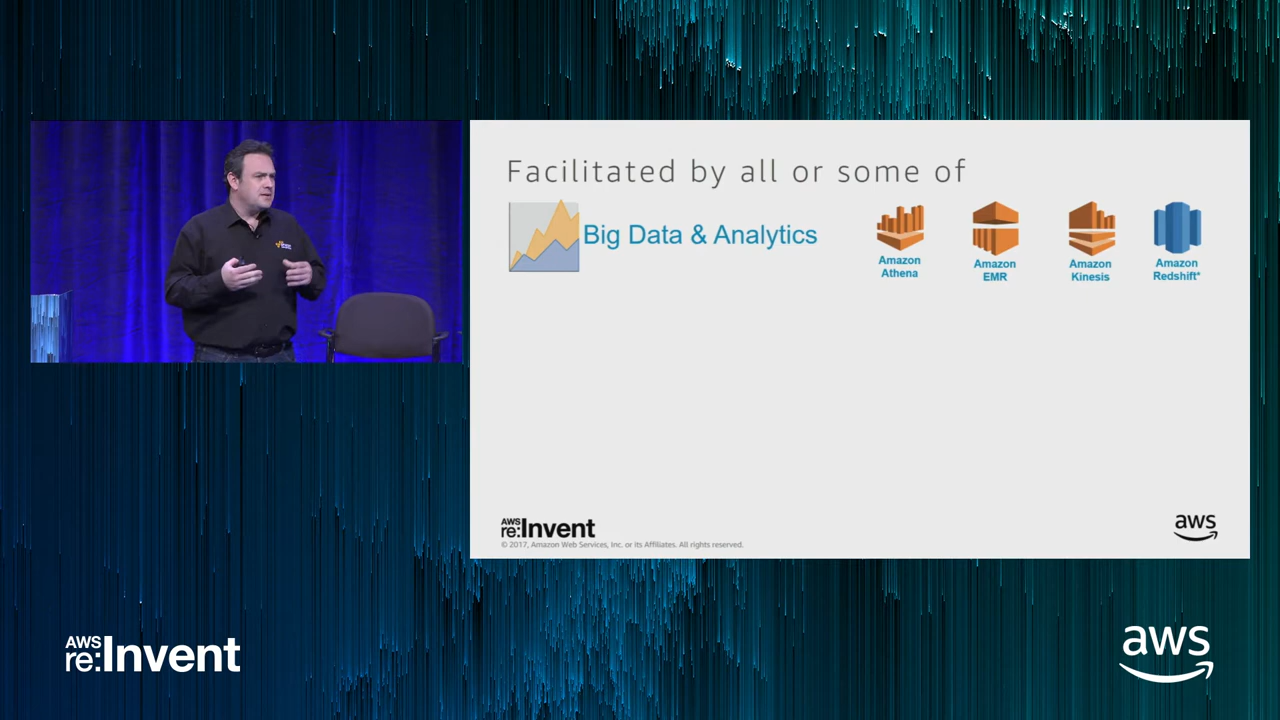 Facilitated by all or some of
Big Data & Analytics
Amazon
Athena
Amazon
EMR
Amazon
Kinesis
Amazon
Redshift*
AWS
re:Invent
© 2017, Amazon Web Services, Inc. or its Affiliates. All rights reserved.
aws
AWS
re:Invent
aws